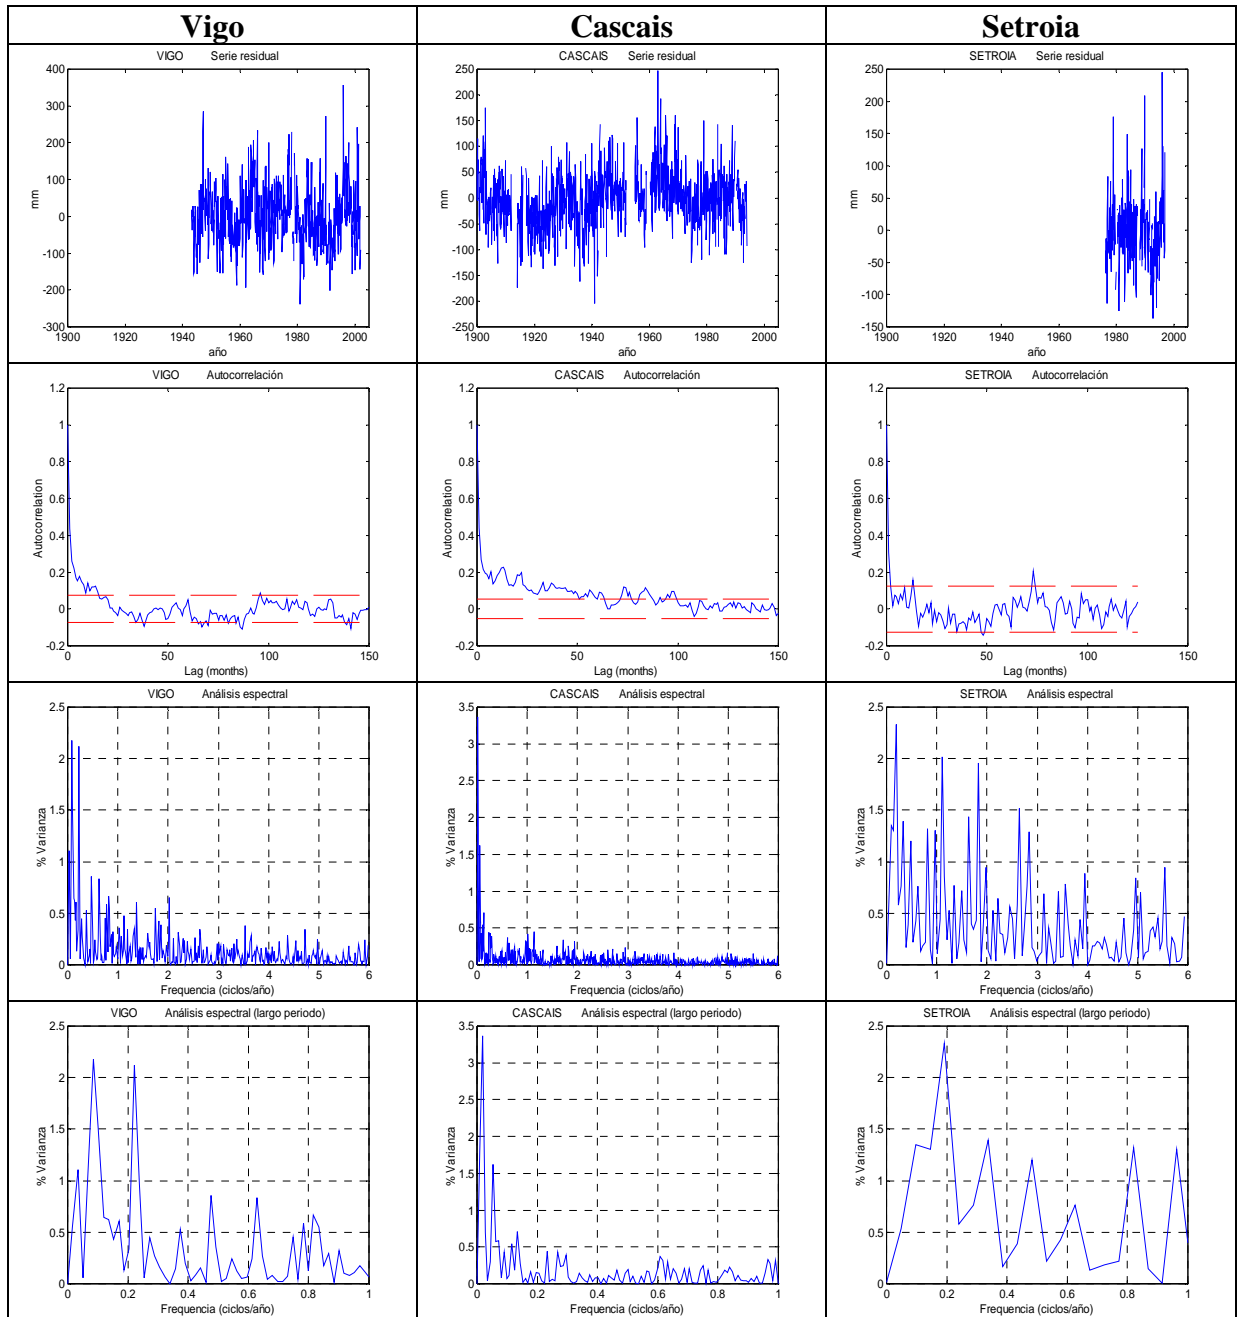 Vigo Cascais Setroia
VIGO Serie residual
400
300
200
100
0
-100
-200
-300
mm
1900 1920 1940 1960 1980 2000
año
CASCAIS Serie residual
250
200
150
100
50
0
-50
-100
-150
-200
-250
mm
1900 1920 1940 1960 1980 2000
año
SETROIA Serie residual
250
200
150
100
50
0
-50
-100
-150
mm
1900 1920 1940 1960 1980 2000
año
VIGO Autocorrelación
1.2
1
0.8
0.6
0.4
0.2
0
-0.2
Autocorrelation
0 50 100 150
Lag (months)
CASCAIS Autocorrelación
1.2
1
0.8
0.6
0.4
0.2
0
-0.2
Autocorrelation
0 50 100 150
Lag (months)
SETROIA Autocorrelación
1.2
1
0.8
0.6
0.4
0.2
0
-0.2
Autocorrelation
0 50 100 150
Lag (months)
VIGO Análisis espectral
2.5
2
1.5
1
0.5
0
% Varianza
0 1 2 3 4 5 6
Frequencia (ciclos/año)
CASCAIS Análisis espectral
3.5
3
2.5
2
1.5
1
0.5
0
% Varianza
0 1 2 3 4 5 6
Frequencia (ciclos/año)
SETROIA Análisis espectral
2.5
2
1.5
1
0.5
0
% Varianza
0 1 2 3 4 5 6
Frequencia (ciclos/año)
VIGO Análisis espectral (largo periodo)
2.5
2
1.5
1
0.5
0
% Varianza
0 0.2 0.4 0.6 0.8 1
Frequencia (ciclos/año)
CASCAIS Análisis espectral (largo periodo)
3.5
3
2.5
2
1.5
1
0.5
0
% Varianza
0 0.2 0.4 0.6 0.8 1
Frequencia (ciclos/año)
SETROIA Análisis espectral (largo periodo)
2.5
2
1.5
1
0.5
0
% Varianza
0 0.2 0.4 0.6 0.8 1
Frequencia (ciclos/año)